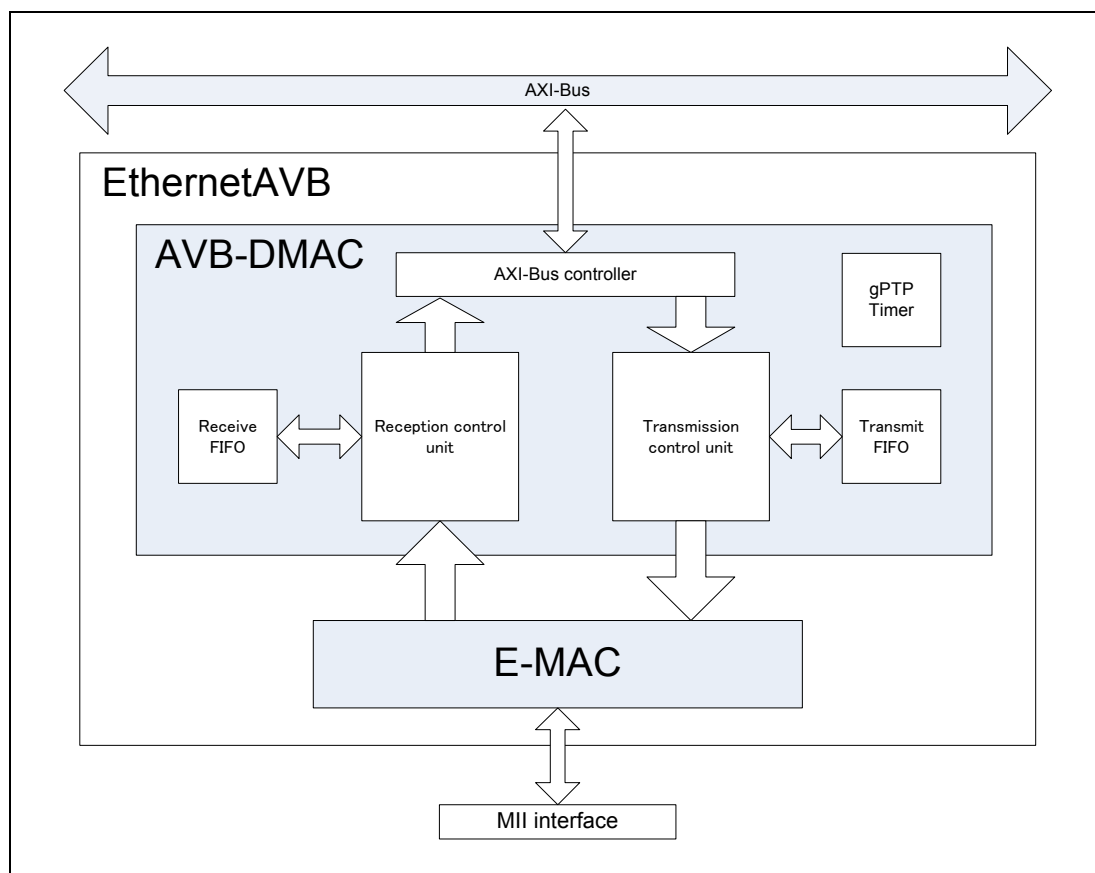 AXI-Bus
EthernetAVB
AVB-DMAC
AXI-Bus controller
gPTP
Timer
Receive
FIFO
Reception control
unit
Transmission
control unit
Transmit
FIFO
E-MAC
MII interface